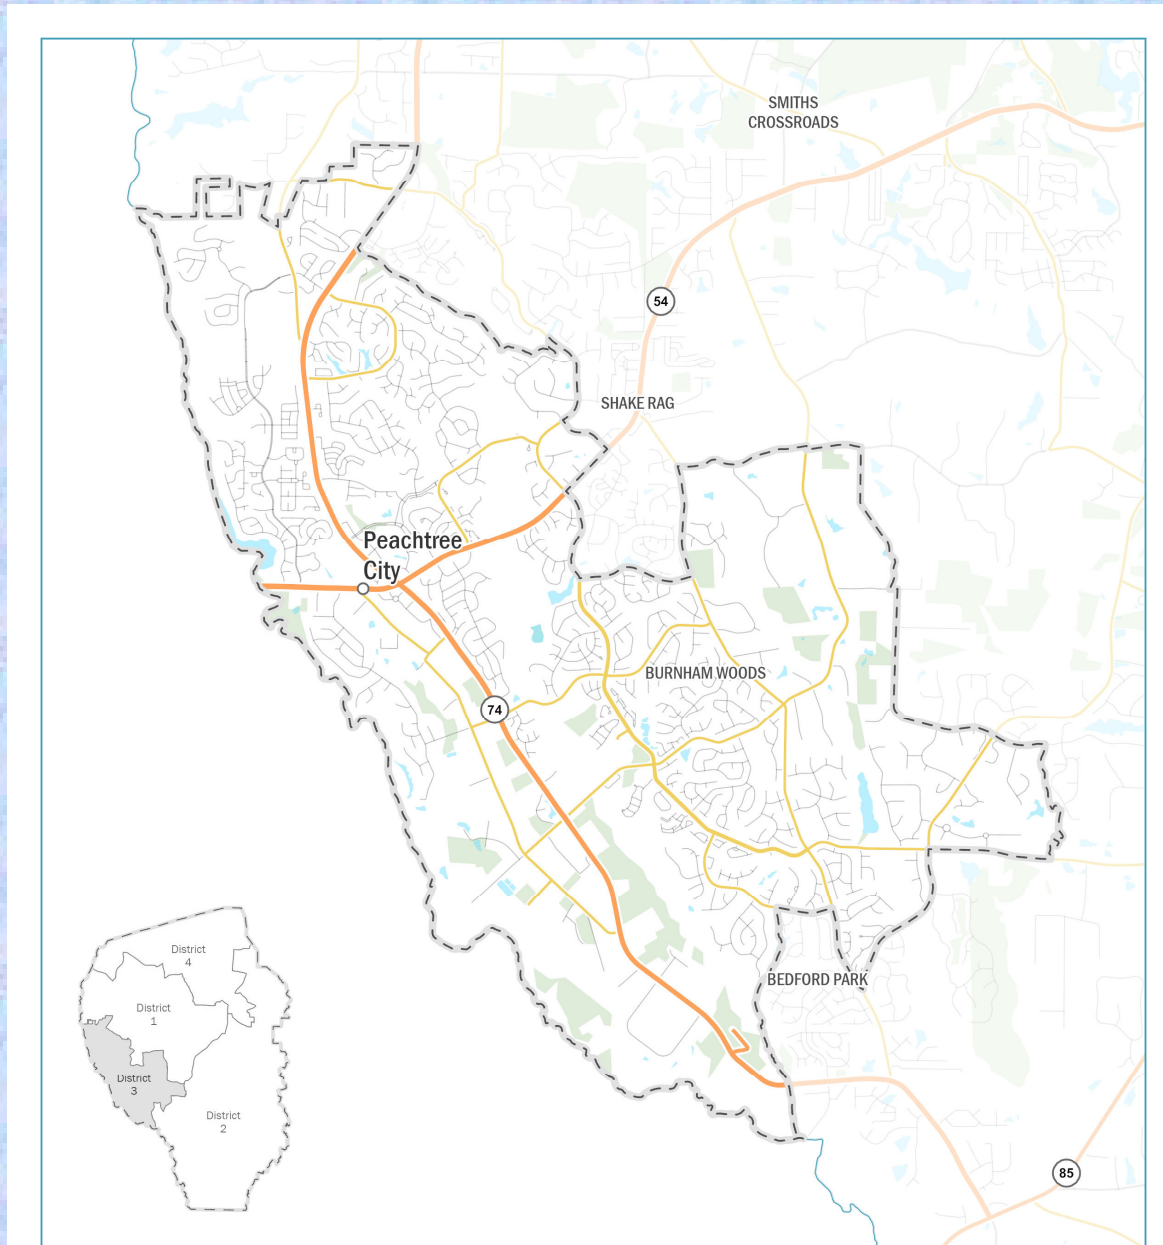 SMITHS
CROSSROADS
54
SHAKE RAG
Peachtree
City
BURNHAM WOODS
74
BEDFORD PARK
District
4
District
1
District
3
District
2
85